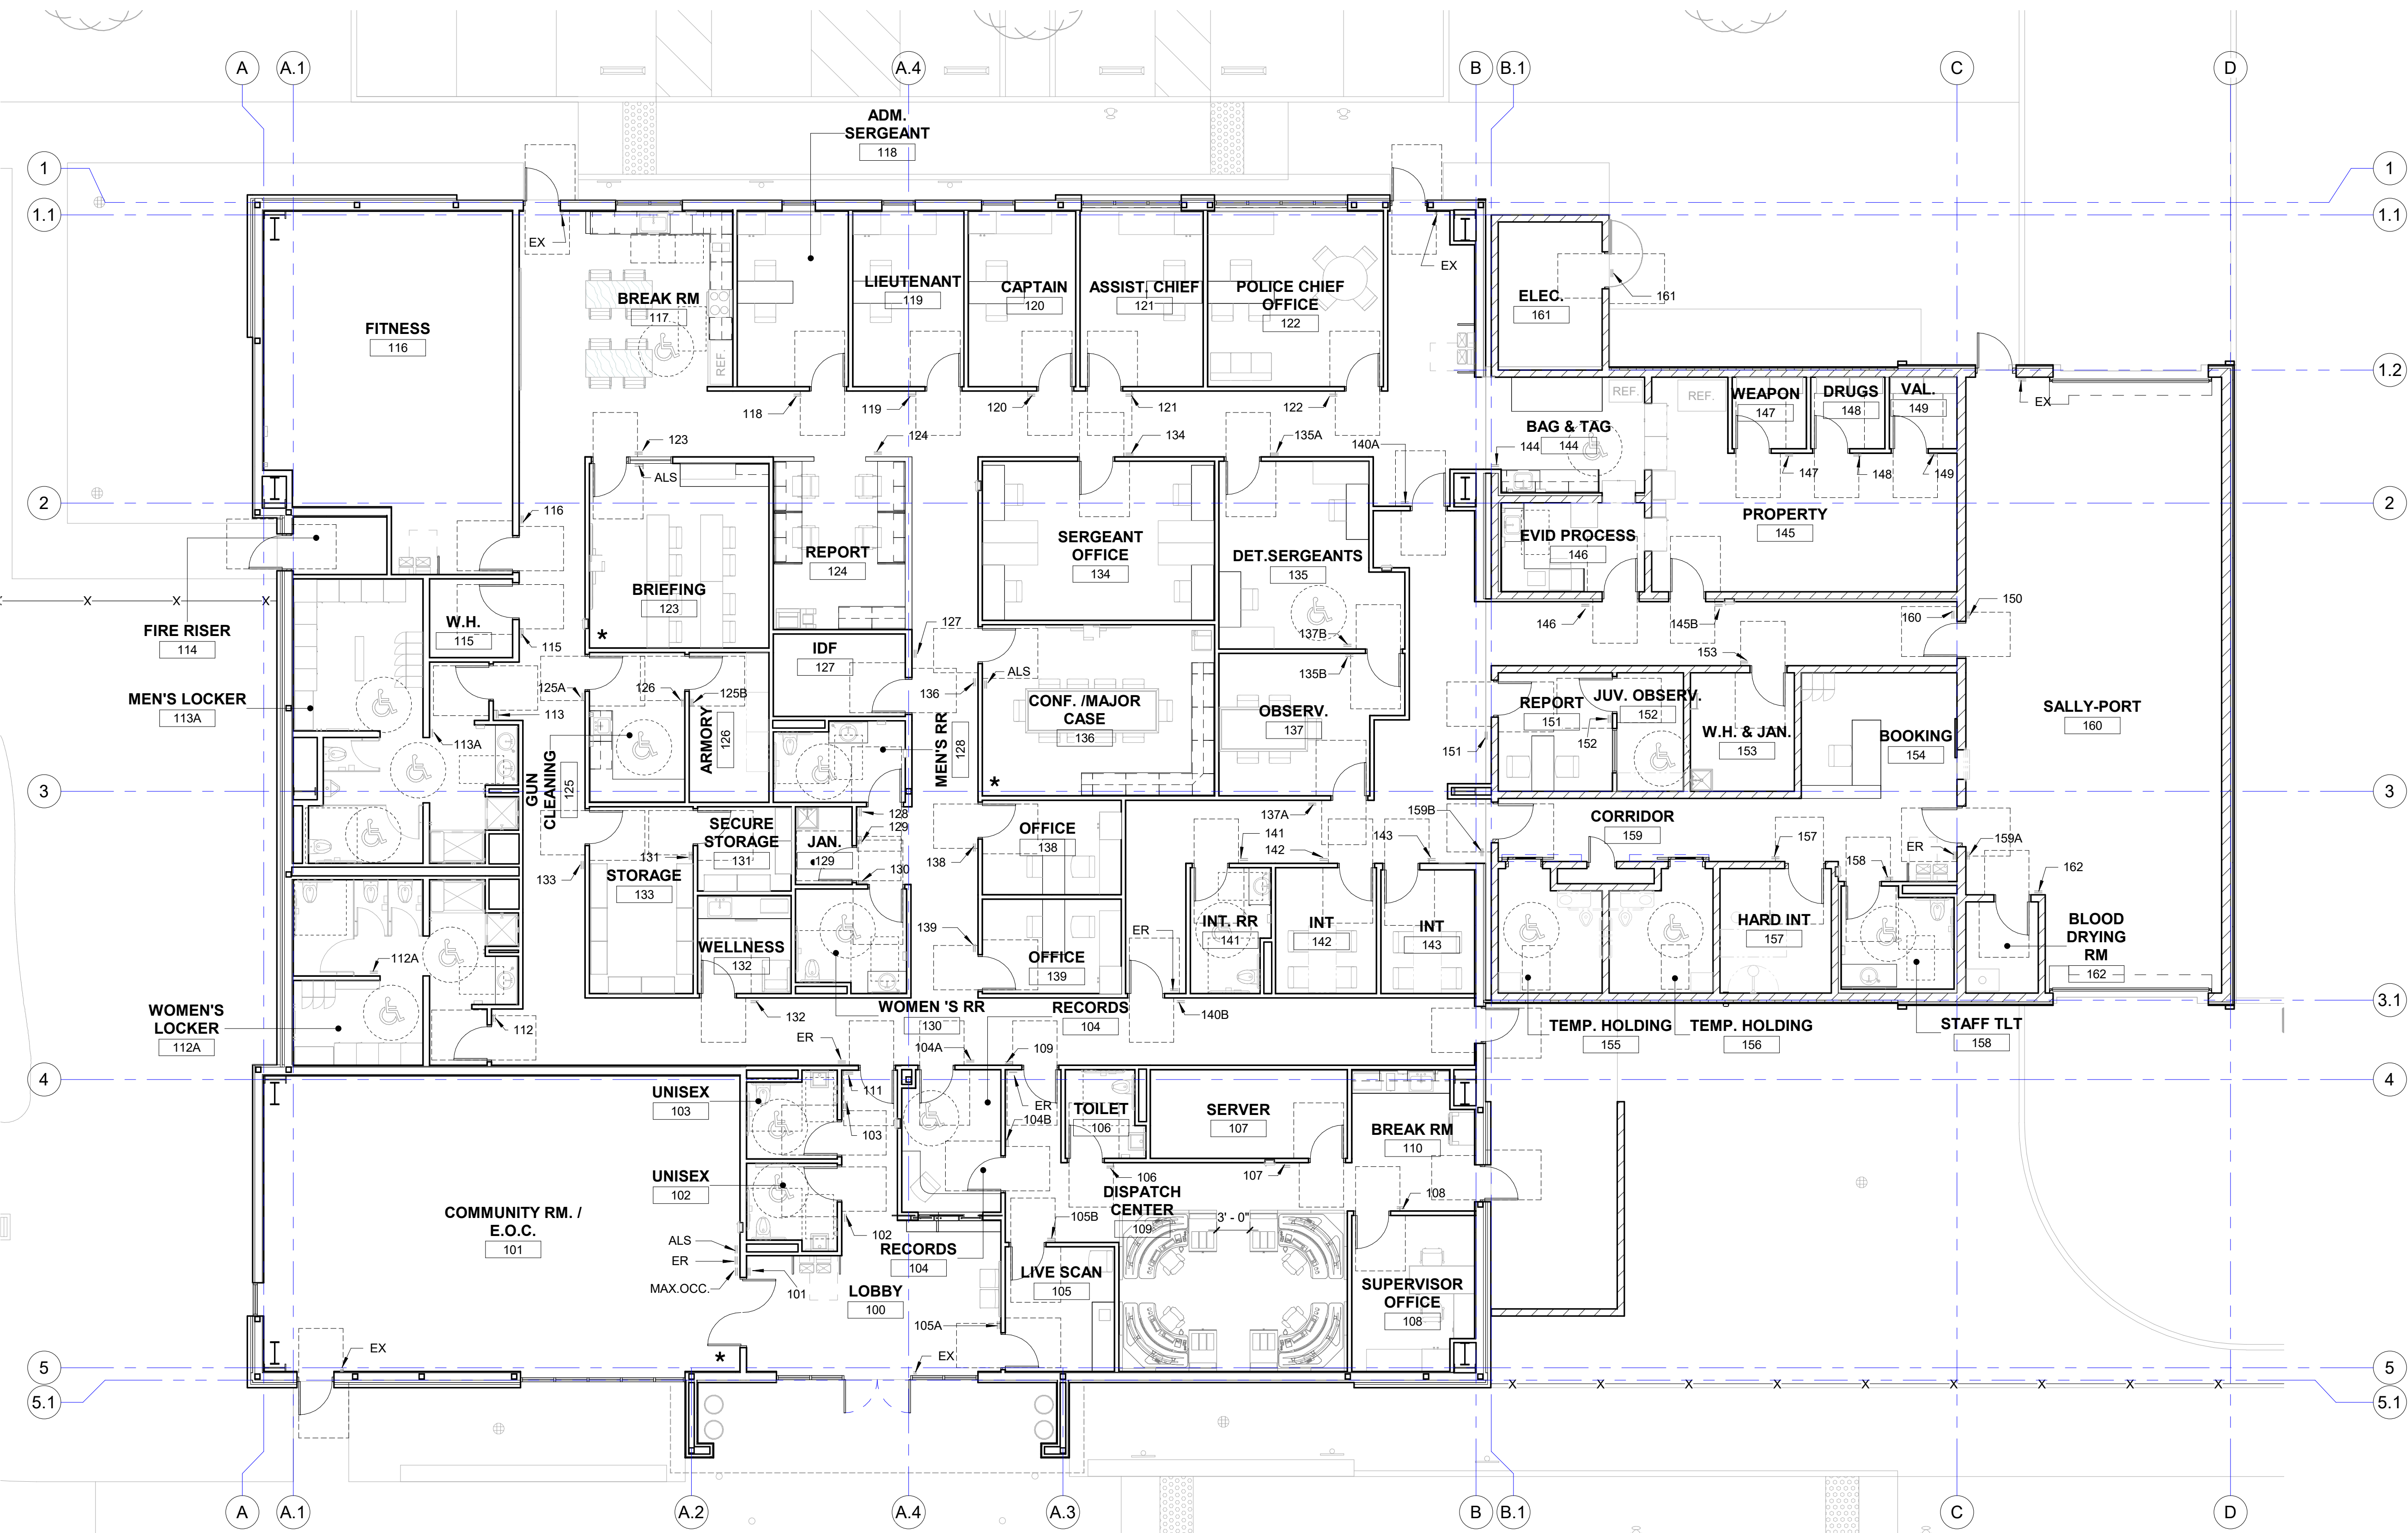 A
A.1
A.4
B
B.1
C
D
ADM.
SERGEANT
118
1
1
1.1
1.1
EX
EX
BREAK RM
117
REF.
LIEUTENANT
119
CAPTAIN
120
ASSIST. CHIEF
121
POLICE CHIEF
OFFICE
122
ELEC.
161
161
FITNESS
116
1.2
118
119
120
121
122
REF.
REF.
WEAPON
147
DRUGS
148
VAL.
149
EX
123
124
134
135A
140A
BAG & TAG
144
144
147
148
149
ALS
2
2
116
PROPERTY
145
SERGEANT
OFFICE
134
REPORT
124
DET.SERGEANTS
135
EVID PROCESS
146
BRIEFING
123
*
FIRE RISER
114
W.H.
115
115
127
IDF
127
137B
146
145B
160
150
153
ALS
135B
MEN'S LOCKER
113A
113
113A
125A
126
125B
ARMORY
126
136
CONF. /MAJOR
CASE
136
*
OBSERV.
137
REPORT
151
151
JUV. OBSERV.
152
152
W.H. & JAN.
153
BOOKING
154
SALLY-PORT
160
MEN'S RR
128
GUN
CLEANING
125
3
3
128
129
137A
159B
SECURE
STORAGE
131
131
JAN.
129
130
138
OFFICE
138
141
142
143
CORRIDOR
159
157
158
ER
159A
162
133
STORAGE
133
WELLNESS
132
132
139
OFFICE
139
ER
INT. RR
141
INT
142
INT
143
HARD INT
157
BLOOD
DRYING
RM
162
112A
WOMEN'S
LOCKER
112A
112
WOMEN 'S RR
130
RECORDS
104
140B
3.1
TEMP. HOLDING
155
TEMP. HOLDING
156
STAFF TLT
158
ER
104A
109
4
4
UNISEX
103
111
103
ER
104B
TOILET
106
106
SERVER
107
107
BREAK RM
110
UNISEX
102
102
DISPATCH
CENTER
109
3' - 0"
108
COMMUNITY RM. /
E.O.C.
101
ALS
ER
MAX.OCC.
101
RECORDS
104
105B
LIVE SCAN
105
LOBBY
100
105A
SUPERVISOR
OFFICE
108
EX
*
EX
5
5
5.1
5.1
X
X
X
X
X
X
X
X
X
X
X
X
A
A.1
A.2
A.4
A.3
B
B.1
C
D